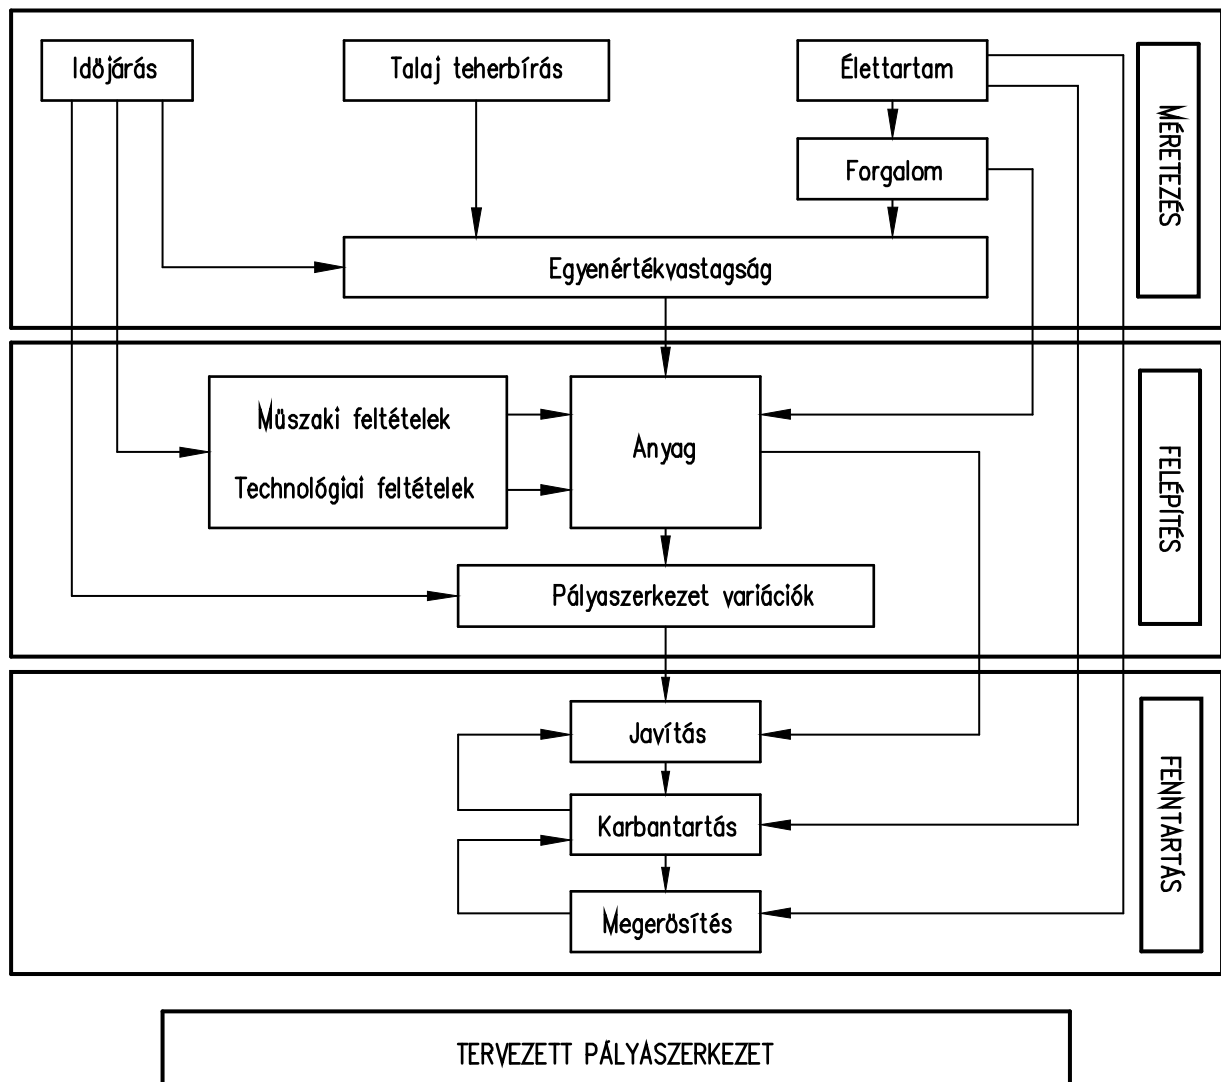 Időjárás
Talaj teherbírás
Élettartam
Forgalom
Egyenértékvastagság
MÉRETEZÉS
Műszaki feltételek
Technológiai feltételek
Anyag
Pályaszerkezet variációk
FELÉPÍTÉS
Javítás
Karbantartás
Megerősítés
FENNTARTÁS
TERVEZETT PÁLYASZERKEZET